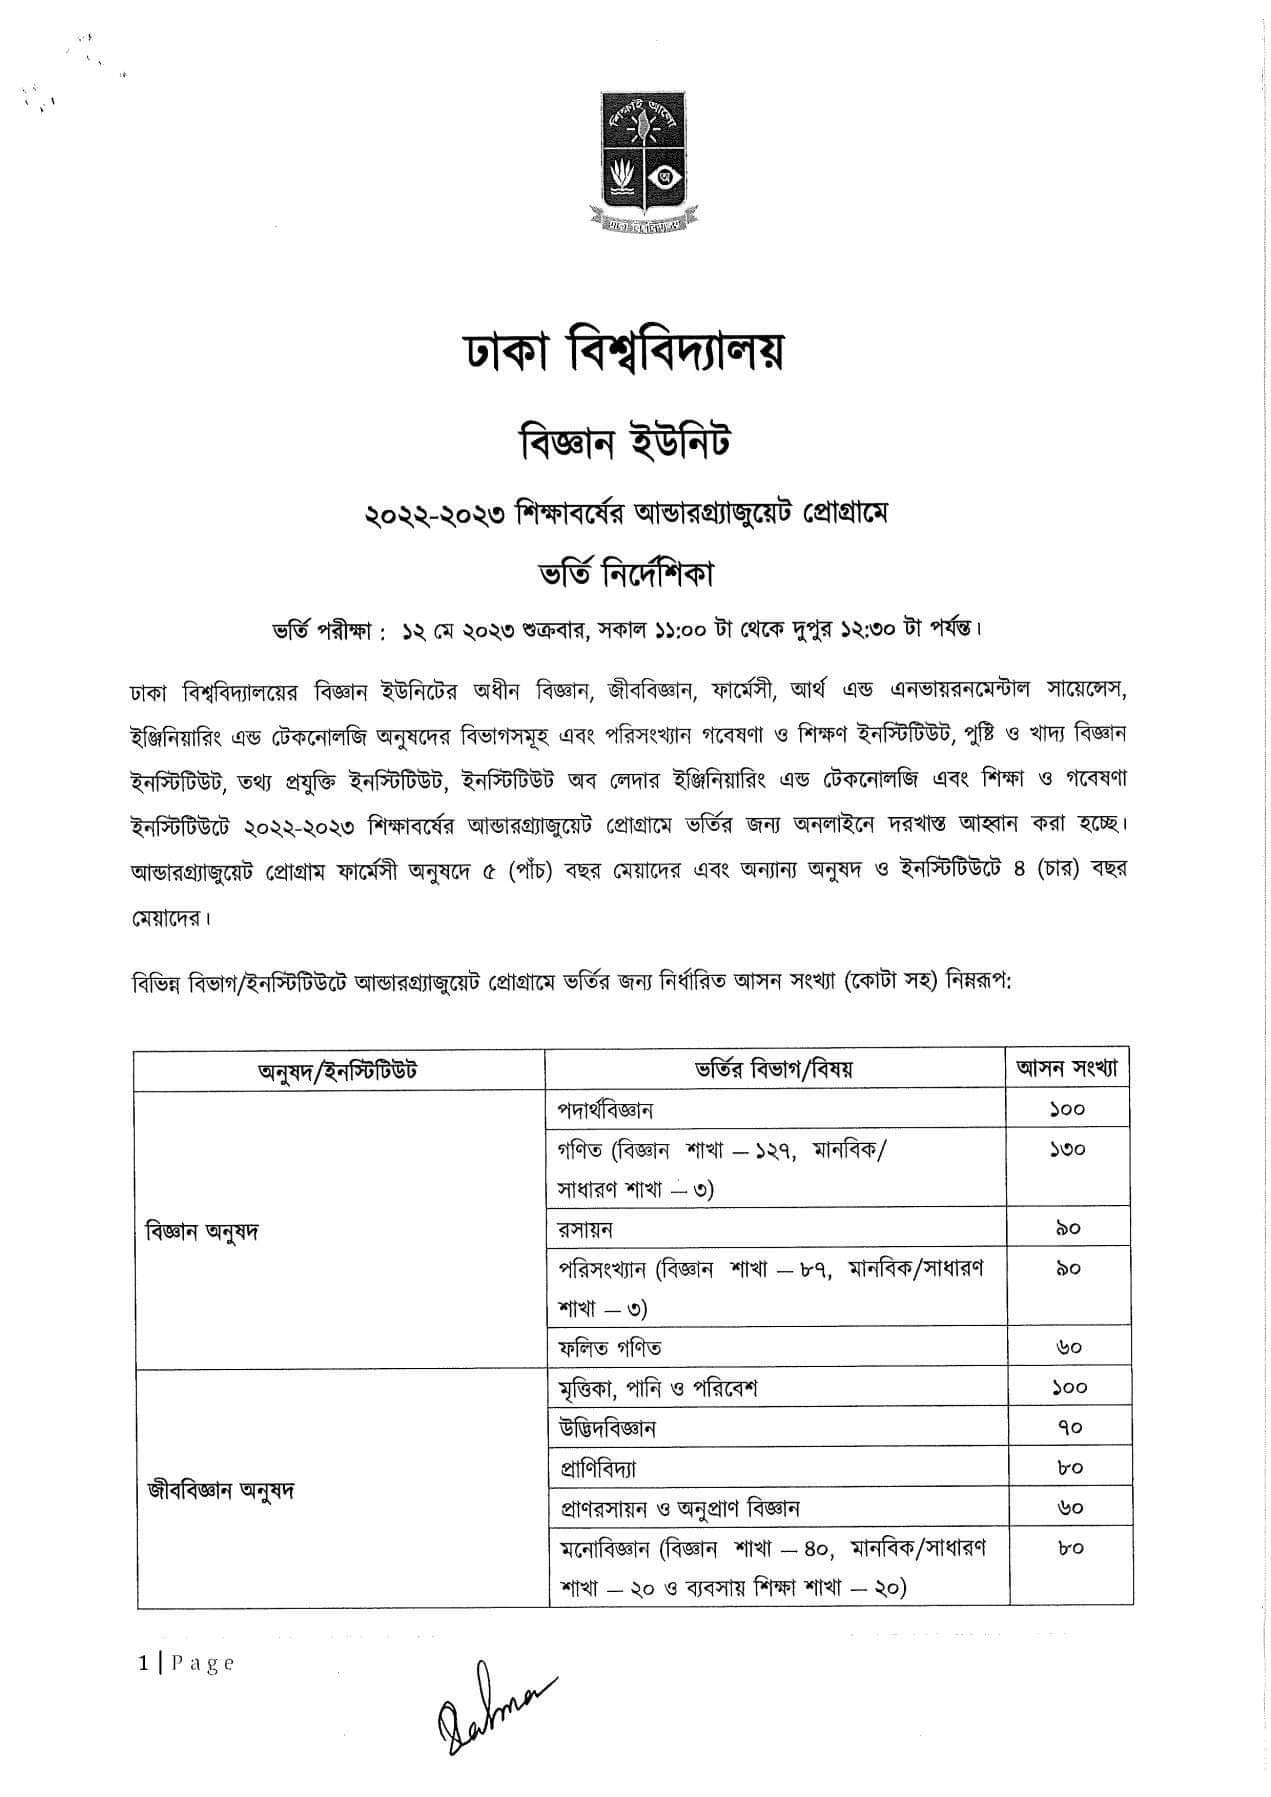 শিক্ষাই আলো
ঢাকা বিশ্ববিদ্যালয়
বিজ্ঞান ইউনিট
২০২২-২০২৩ শিক্ষাবর্ষের আন্ডারগ্র্যাজুয়েট প্রোগ্রামে
ভর্তি নির্দেশিকা
ভর্তি পরীক্ষা : ১২ মে ২০২৩ শুক্রবার, সকাল ১১:০০ টা থেকে দুপুর ১২:৩০ টা পর্যন্ত।
ঢাকা বিশ্ববিদ্যালয়ের বিজ্ঞান ইউনিটের অধীন বিজ্ঞান, জীববিজ্ঞান, ফার্মেসী, আর্থ এন্ড এনভায়রনমেন্টাল সায়েন্সেস,
ইঞ্জিনিয়ারিং এন্ড টেকনোলজি অনুষদের বিভাগসমূহ এবং পরিসংখ্যান গবেষণা ও শিক্ষণ ইনস্টিটিউট, পুষ্টি ও খাদ্য বিজ্ঞান
ইনস্টিটিউট, তথ্য প্রযুক্তি ইনস্টিটিউট, ইনস্টিটিউট অব লেদার ইঞ্জিনিয়ারিং এন্ড টেকনোলজি এবং শিক্ষা ও গবেষণা
ইনস্টিটিউটে ২০২২-২০২৩ শিক্ষাবর্ষের আন্ডারগ্র্যাজুয়েট প্রোগ্রামে ভর্তির জন্য অনলাইনে দরখাস্ত আহ্বান করা হচ্ছে।
আন্ডারগ্র্যাজুয়েট প্রোগ্রাম ফার্মেসী অনুষদে ৫ (পাঁচ) বছর মেয়াদের এবং অন্যান্য অনুষদ ও ইনস্টিটিউটে ৪ (চার) বছর
মেয়াদের।
বিভিন্ন বিভাগ/ইনস্টিটিউটে আন্ডারগ্র্যাজুয়েট প্রোগ্রামে ভর্তির জন্য নির্ধারিত আসন সংখ্যা (কোটা সহ) নিম্নরূপ:
অনুষদ/ইনস্টিটিউট ভর্তির বিভাগ/বিষয় আসন সংখ্যা
পদার্থবিজ্ঞান ১০০
গণিত (বিজ্ঞান শাখা – ১২৭, মানবিক/ ১৩০
সাধারণ শাখা – ৩)
বিজ্ঞান অনুষদ রসায়ন ৯০
পরিসংখ্যান (বিজ্ঞান শাখা – ৮৭, মানবিক/সাধারণ ৯০
শাখা – ৩)
ফলিত গণিত ৬০
মৃত্তিকা, পানি ও পরিবেশ ১০০
উদ্ভিদবিজ্ঞান ৭০
প্রাণিবিদ্যা ৮০
জীববিজ্ঞান অনুষদ প্রাণরসায়ন ও অনুপ্রাণ বিজ্ঞান ৬০
মনোবিজ্ঞান (বিজ্ঞান শাখা – ৪০, মানবিক/সাধারণ ৮০
শাখা – ২০ ও ব্যবসায় শিক্ষা শাখা – ২০)
1 | Page